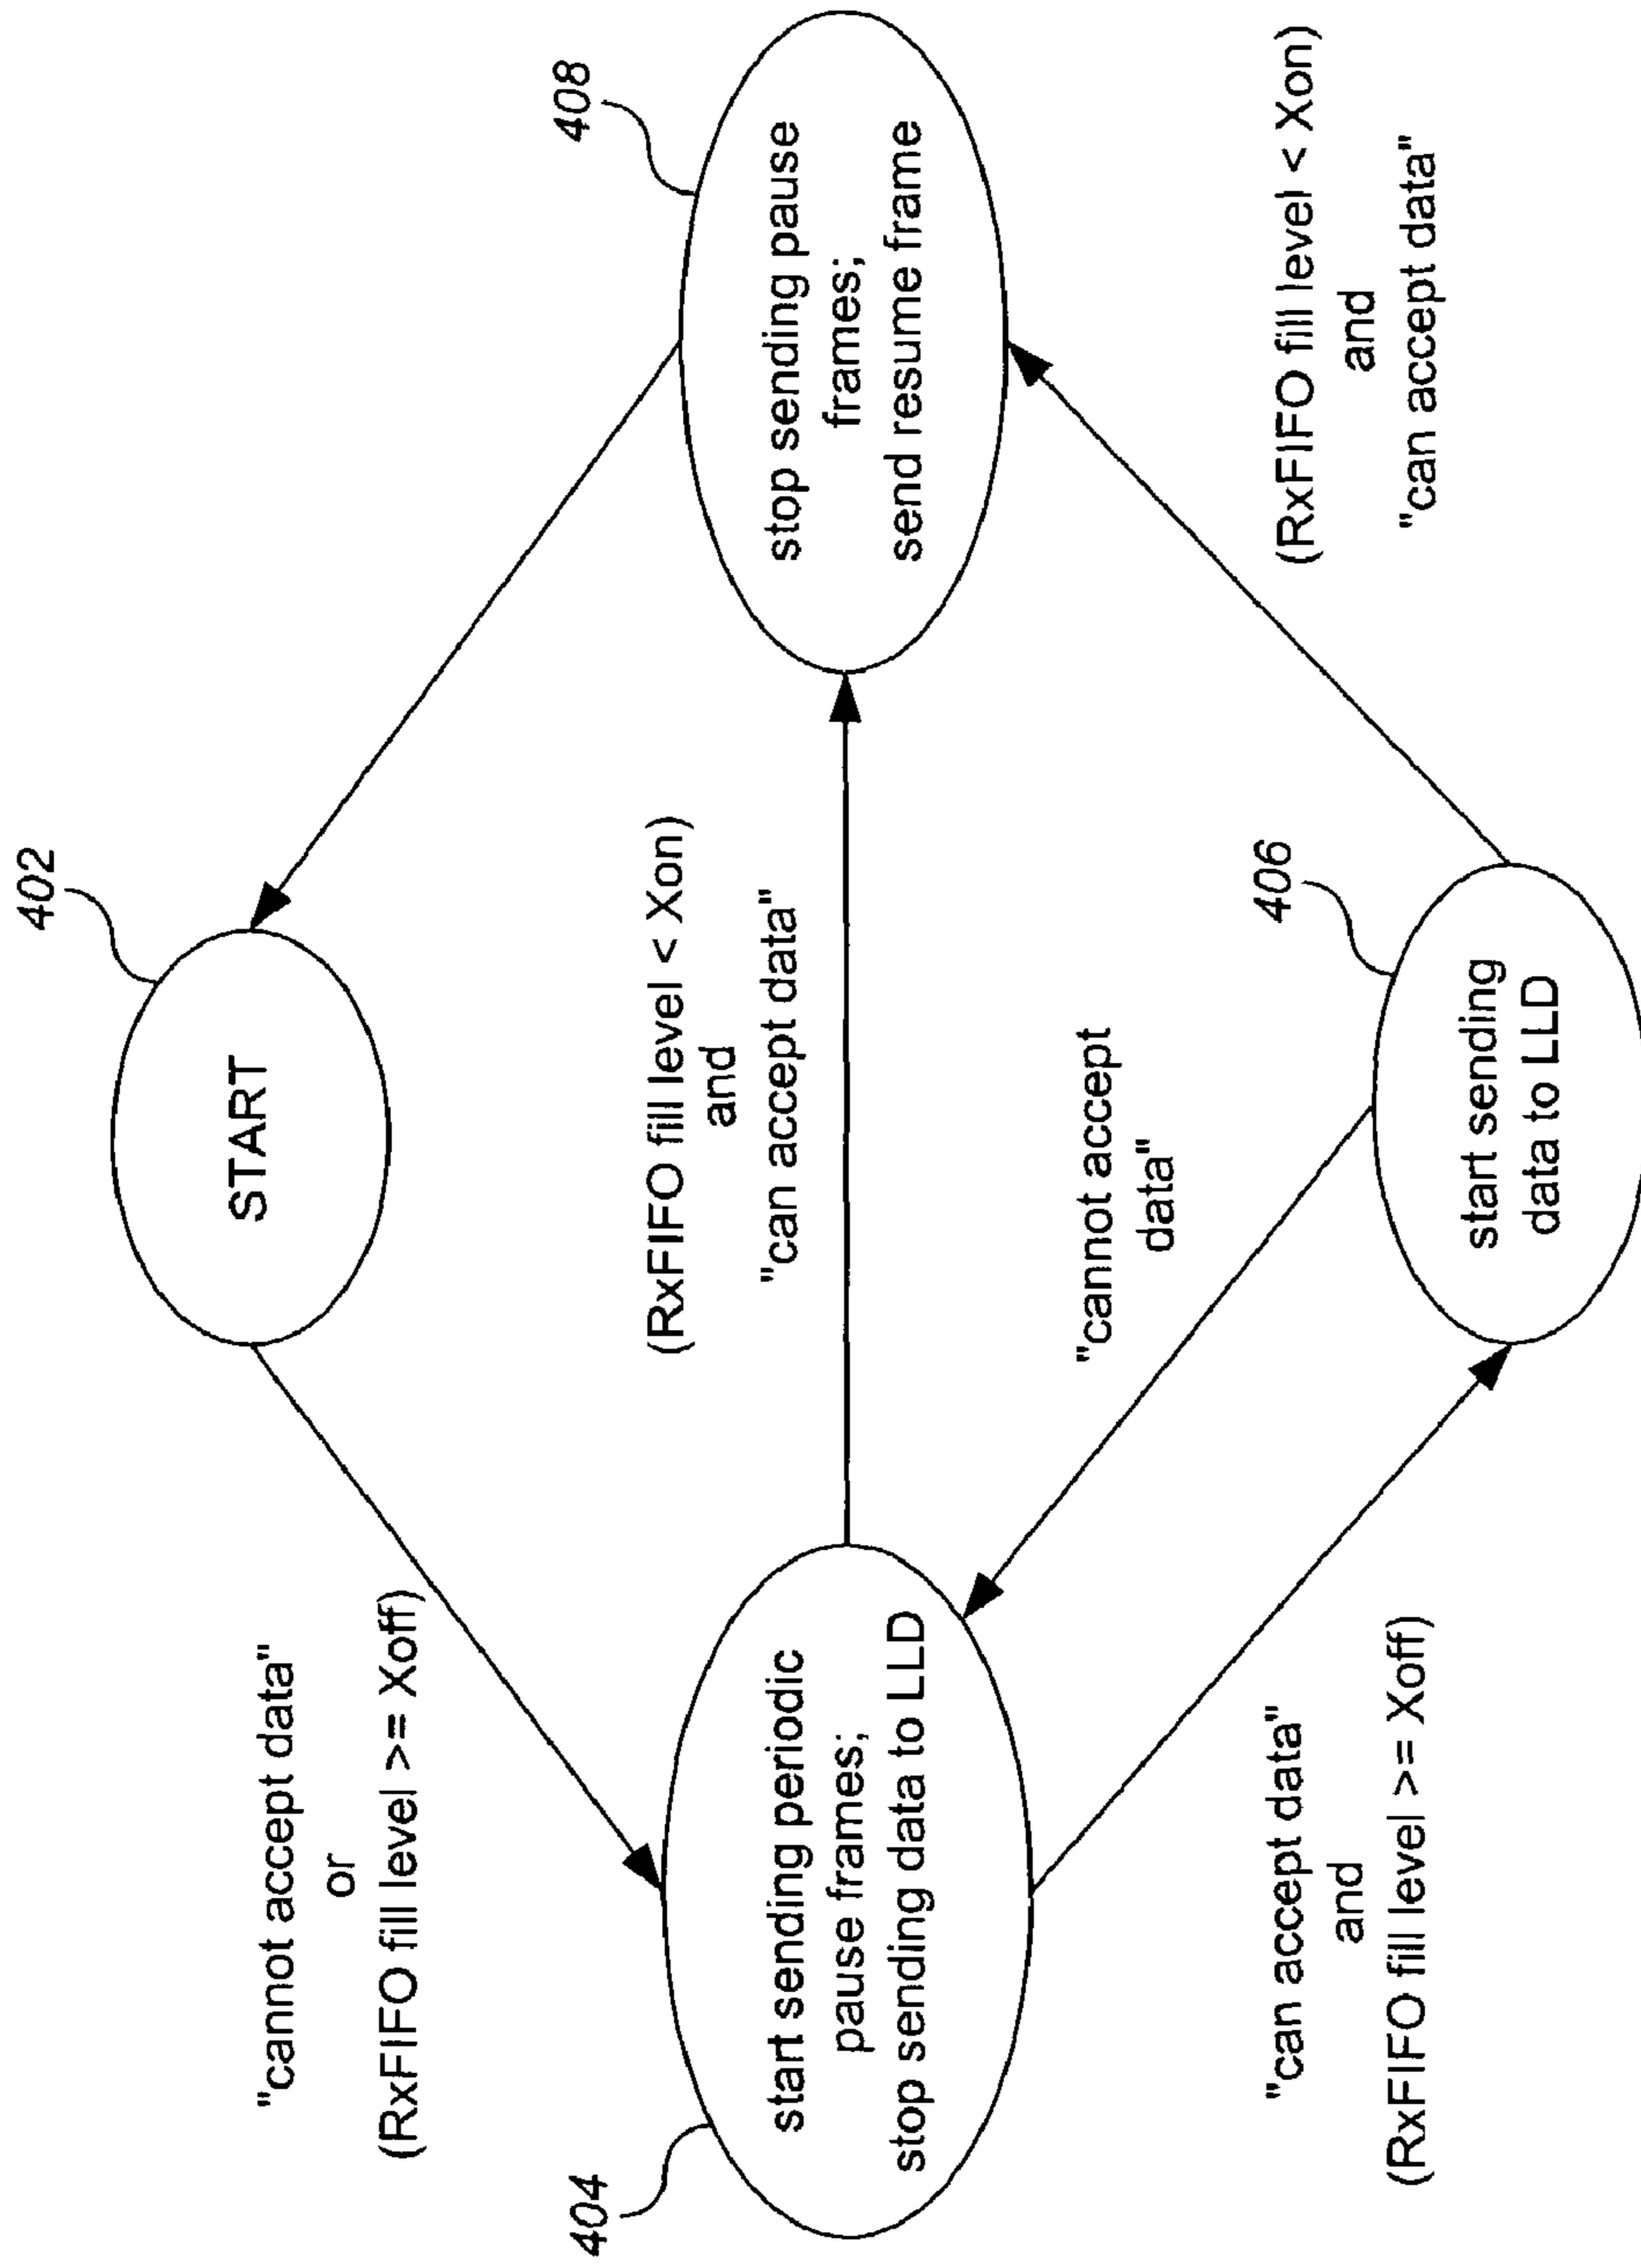 402
START
"cannot accept data"
or
(RxFIFO fill level >= Xoff)
404
start sending periodic
pause frames;
stop sending data to LLD
(RxFIFO fill level < Xon)
and
"can accept data"
408
stop sending pause
frames;
send resume frame
"cannot accept
data"
406
start sending
data to LLD
"can accept data"
and
(RxFIFO fill level >= Xoff)
(RxFIFO fill level < Xon)
and
"can accept data"